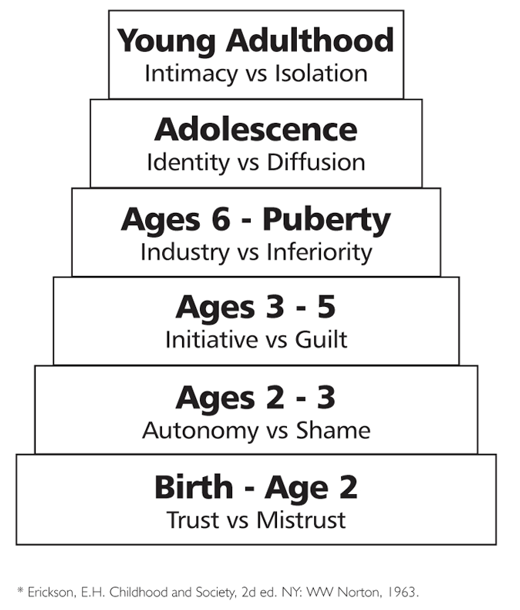 Young Adulthood
Intimacy vs Isolation
Adolescence
Identity vs Diffusion
Ages 6 - Puberty
Industry vs Inferiority
Ages 3 - 5
Initiative vs Guilt
Ages 2 - 3
Autonomy vs Shame
Birth - Age 2
Trust vs Mistrust
* Erickson, E.H. Childhood and Society, 2d ed. NY: WW Norton, 1963.